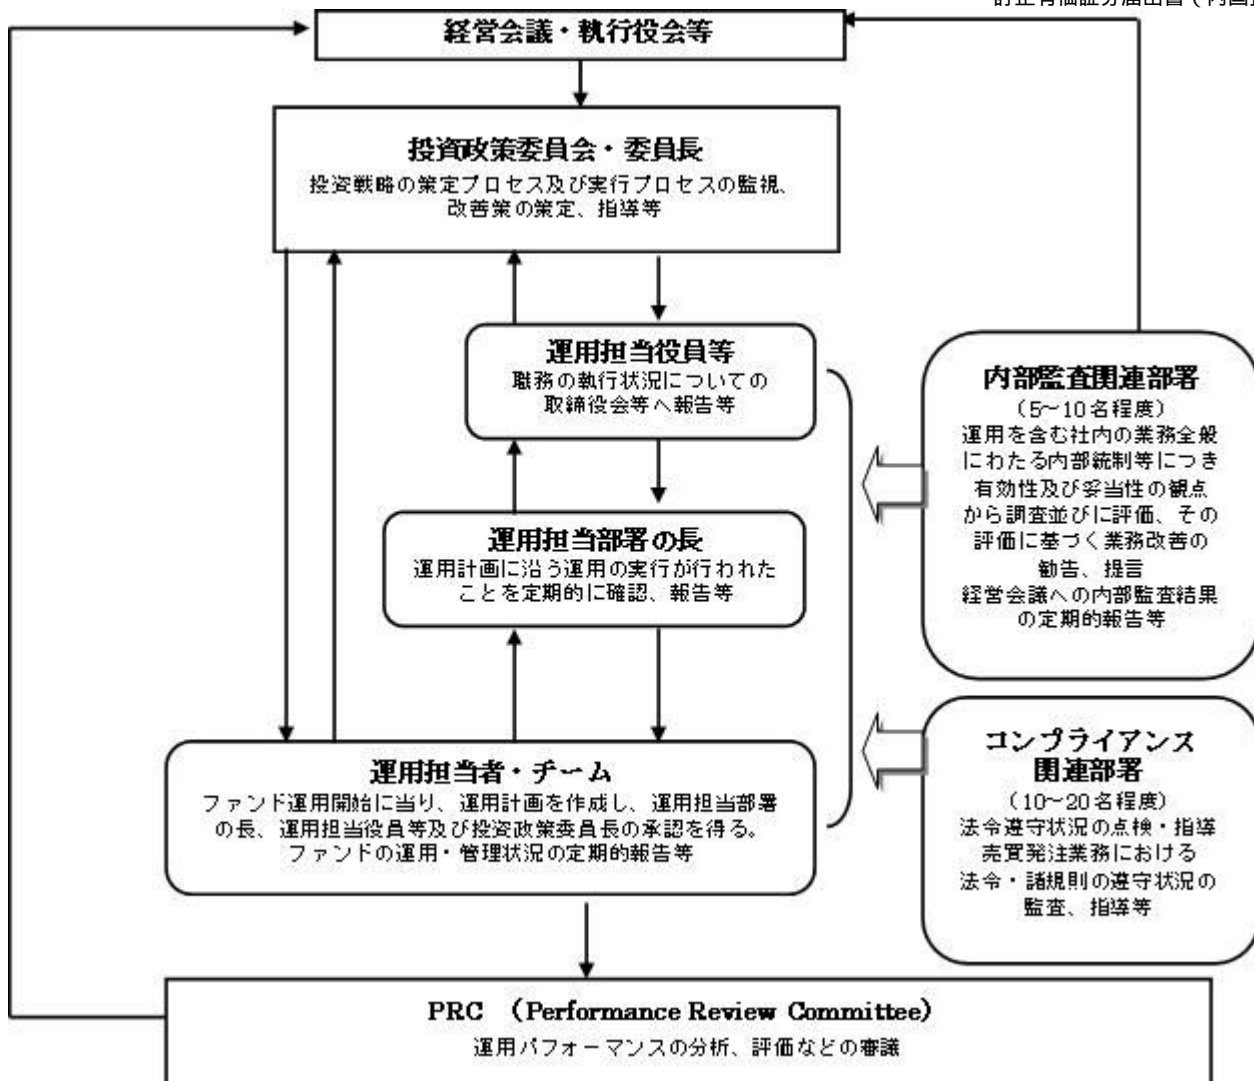 経営会議・執行役会等
投資政策委員会・委員長
投資戦略の策定プロセス及び実行プロセスの監視、
改善策の策定、指導等
運用担当役員等
職務の執行状況についての
取締役会等へ報告等
運用担当部署の長
運用計画に沿う運用の実行が行われた
ことを定期的に確認、報告等
運用担当者・チーム
ファンド運用開始に当り、運用計画を作成し、運用担当部署
の長、運用担当役員等及び投資政策委員長の承認を得る。
ファンドの運用・管理状況の定期的報告等
内部監査関連部署
（5～10名程度）
運用を含む社内の業務全般
にわたる内部統制等につき
有効性及び妥当性の観点
から調査並びに評価、その
評価に基づく業務改善の
勧告、提言
経営会議への内部監査結果
の定期的報告等
コンプライアンス
関連部署
（10～20名程度）
法令遵守状況の点検・指導
売買発注業務における
法令・諸規則の遵守状況の
監査、指導等
PRC （Performance Review Committee）
運用パフォーマンスの分析、評価などの審議